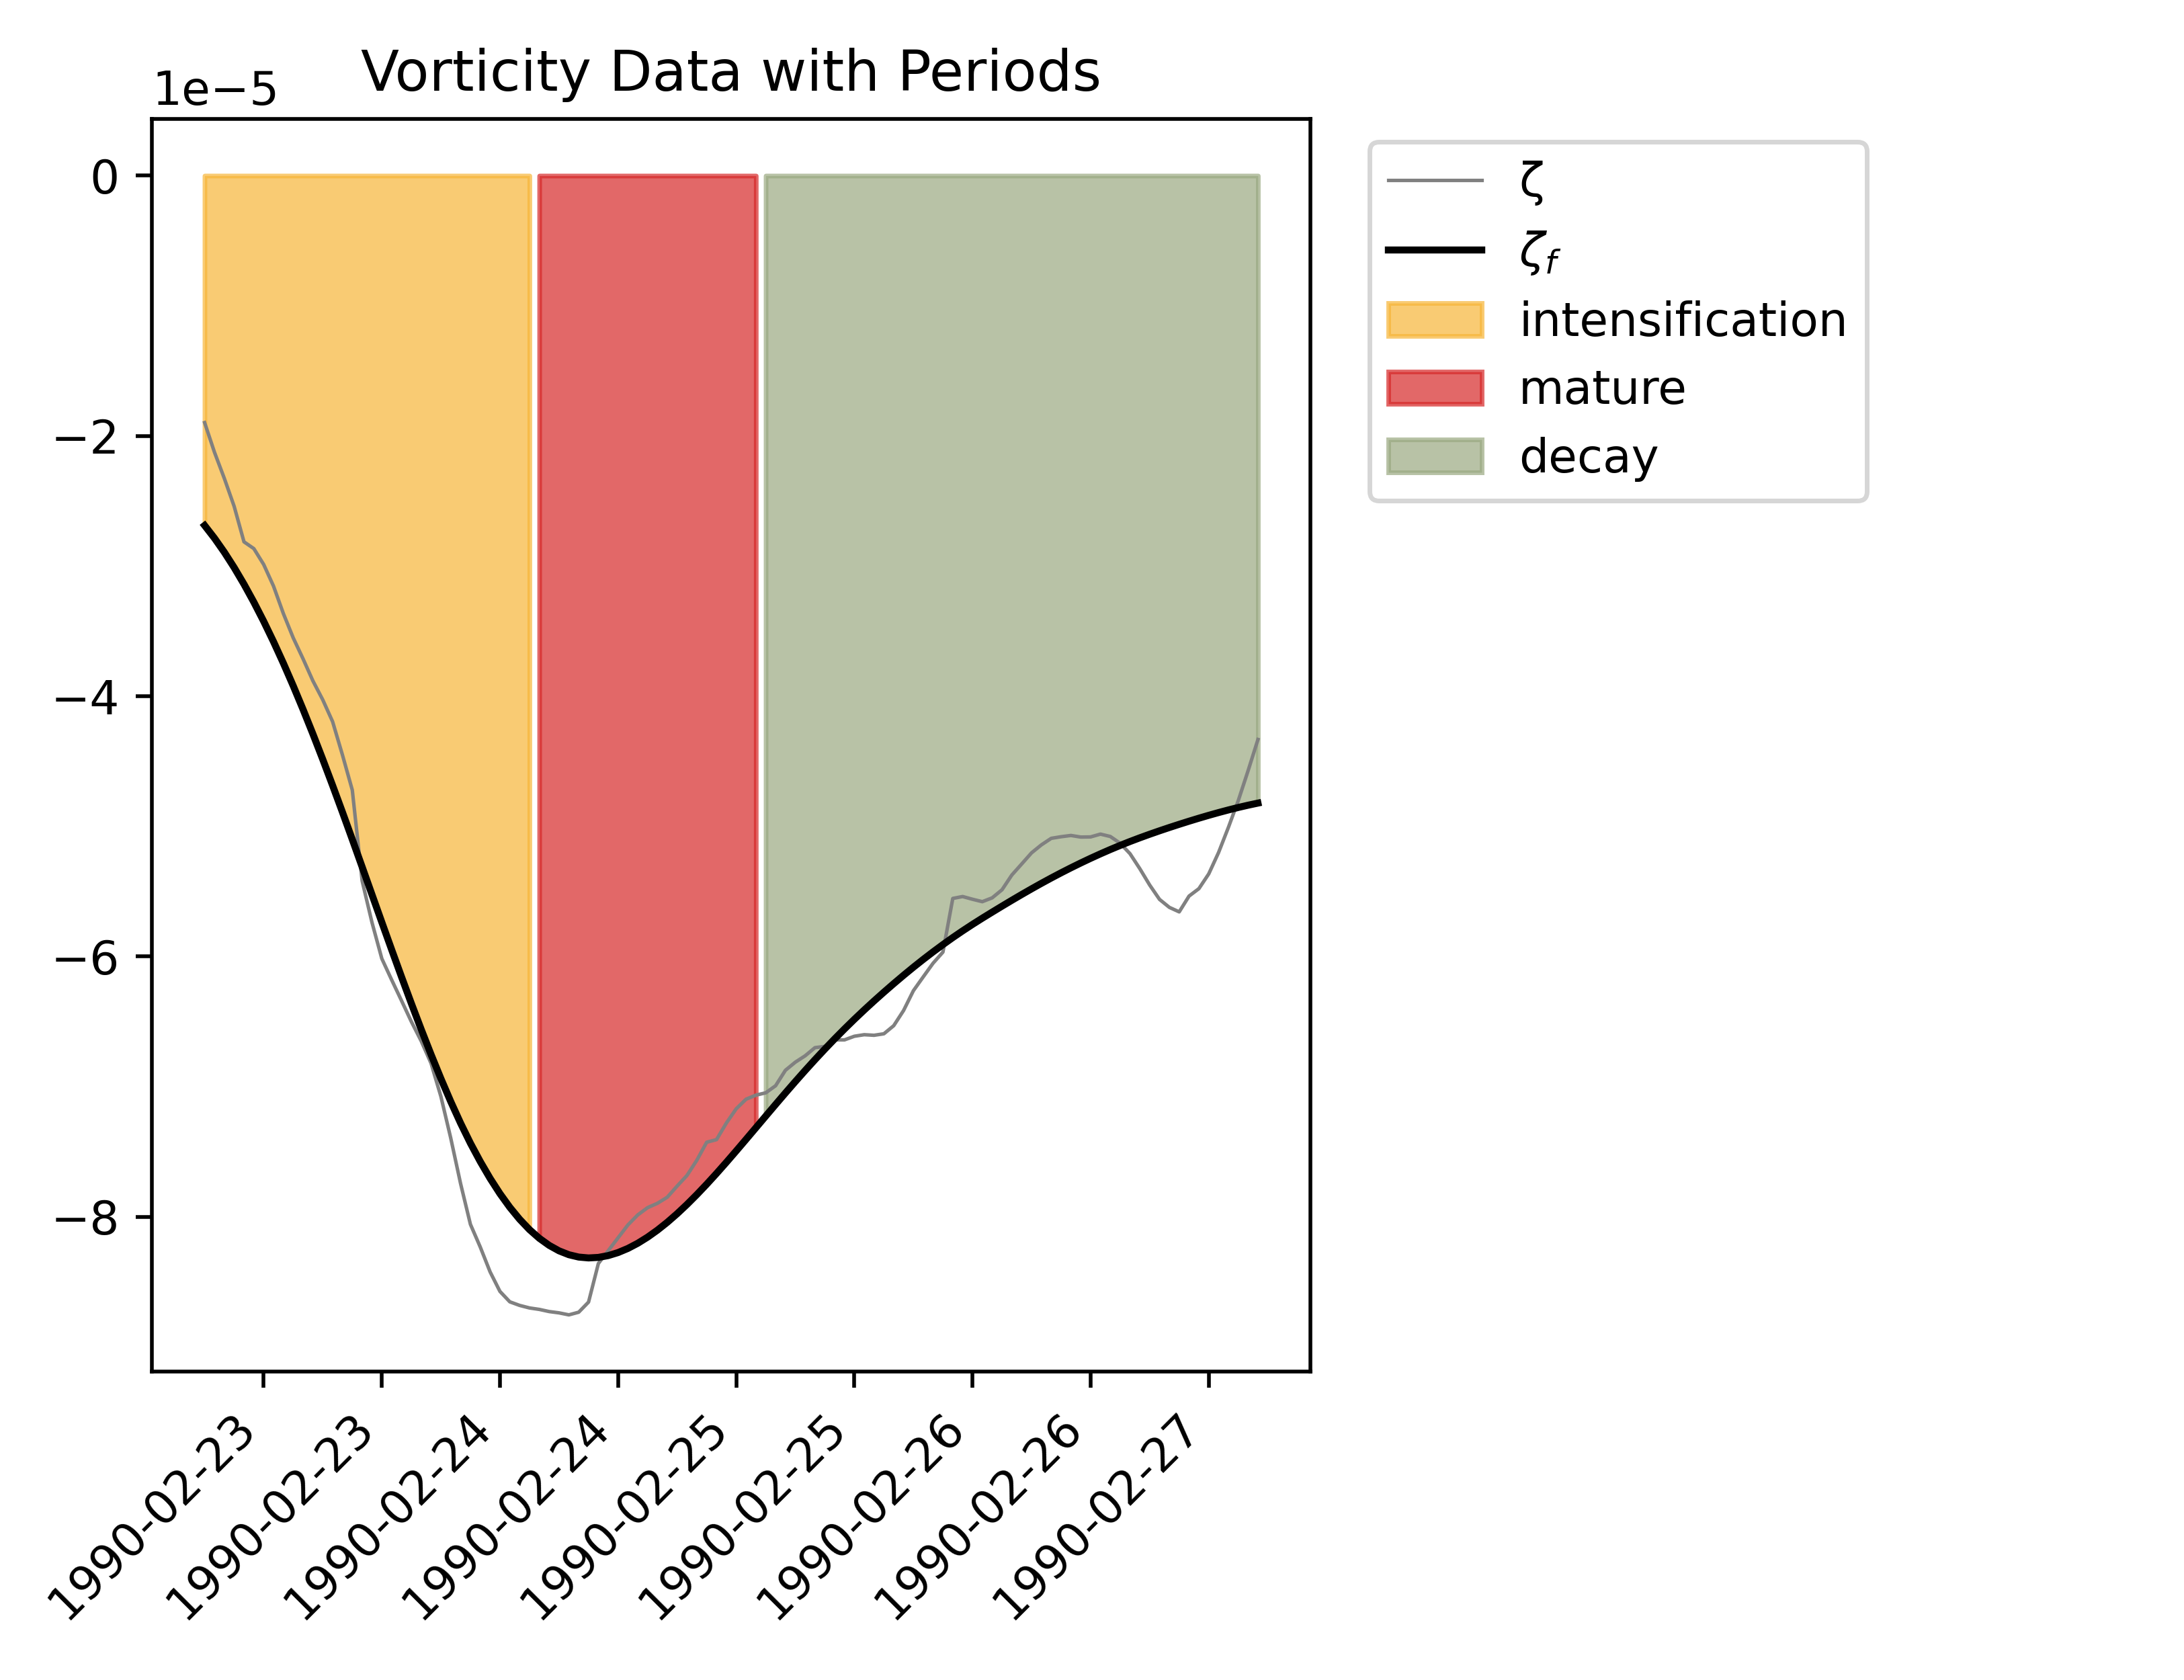 Vorticity Data with Periods
1e−5
0
−2
−4
−6
−8
1990-02-23
1990-02-23
1990-02-24
1990-02-24
1990-02-25
1990-02-25
1990-02-26
1990-02-26
1990-02-27
ζ
ζf
intensification
mature
decay